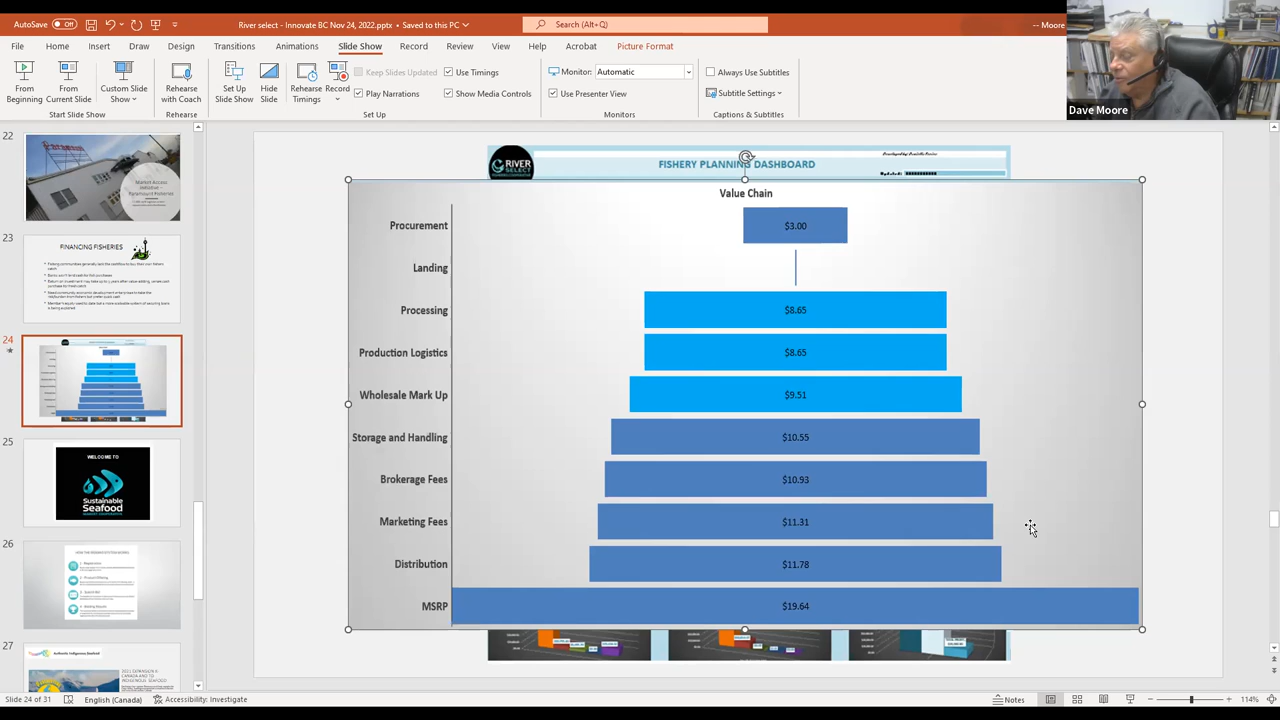 AutoSave Off
River select - Innovate BC Nov 24, 2022.pptx • Saved to this PC
Search (Alt+Q)
-- Moore
File Home Insert Draw Design Transitions Animations Slide Show Record Review View Help Acrobat Picture Format
From Beginning
From Current Slide
Custom Slide Show
Start Slide Show
Rehearse with Coach
Rehearse
Set Up Slide Show
Hide Slide
Rehearse Timings
Record
Keep Slides Updated
Play Narrations
Use Timings
Show Media Controls
Set Up
Monitor: Automatic
Use Presenter View
Monitors
Always Use Subtitles
Subtitle Settings
Captions & Subtitles
Dave Moore
22
23
FINANCING FISHERIES
24
25
WELCOME TO
Sustainable
Seafood
26
27
Authentic Indigenous Seafood
RIVER
SELECT
FISHERY PLANNING DASHBOARD
Value Chain
Procurement $3.00
Landing
Processing $8.65
Production Logistics $8.65
Wholesale Mark Up $9.51
Storage and Handling $10.55
Brokerage Fees $10.93
Marketing Fees $11.31
Distribution $11.78
MSRP $19.64
Slide 24 of 31
English (Canada)
Accessibility: Investigate
Notes
114%